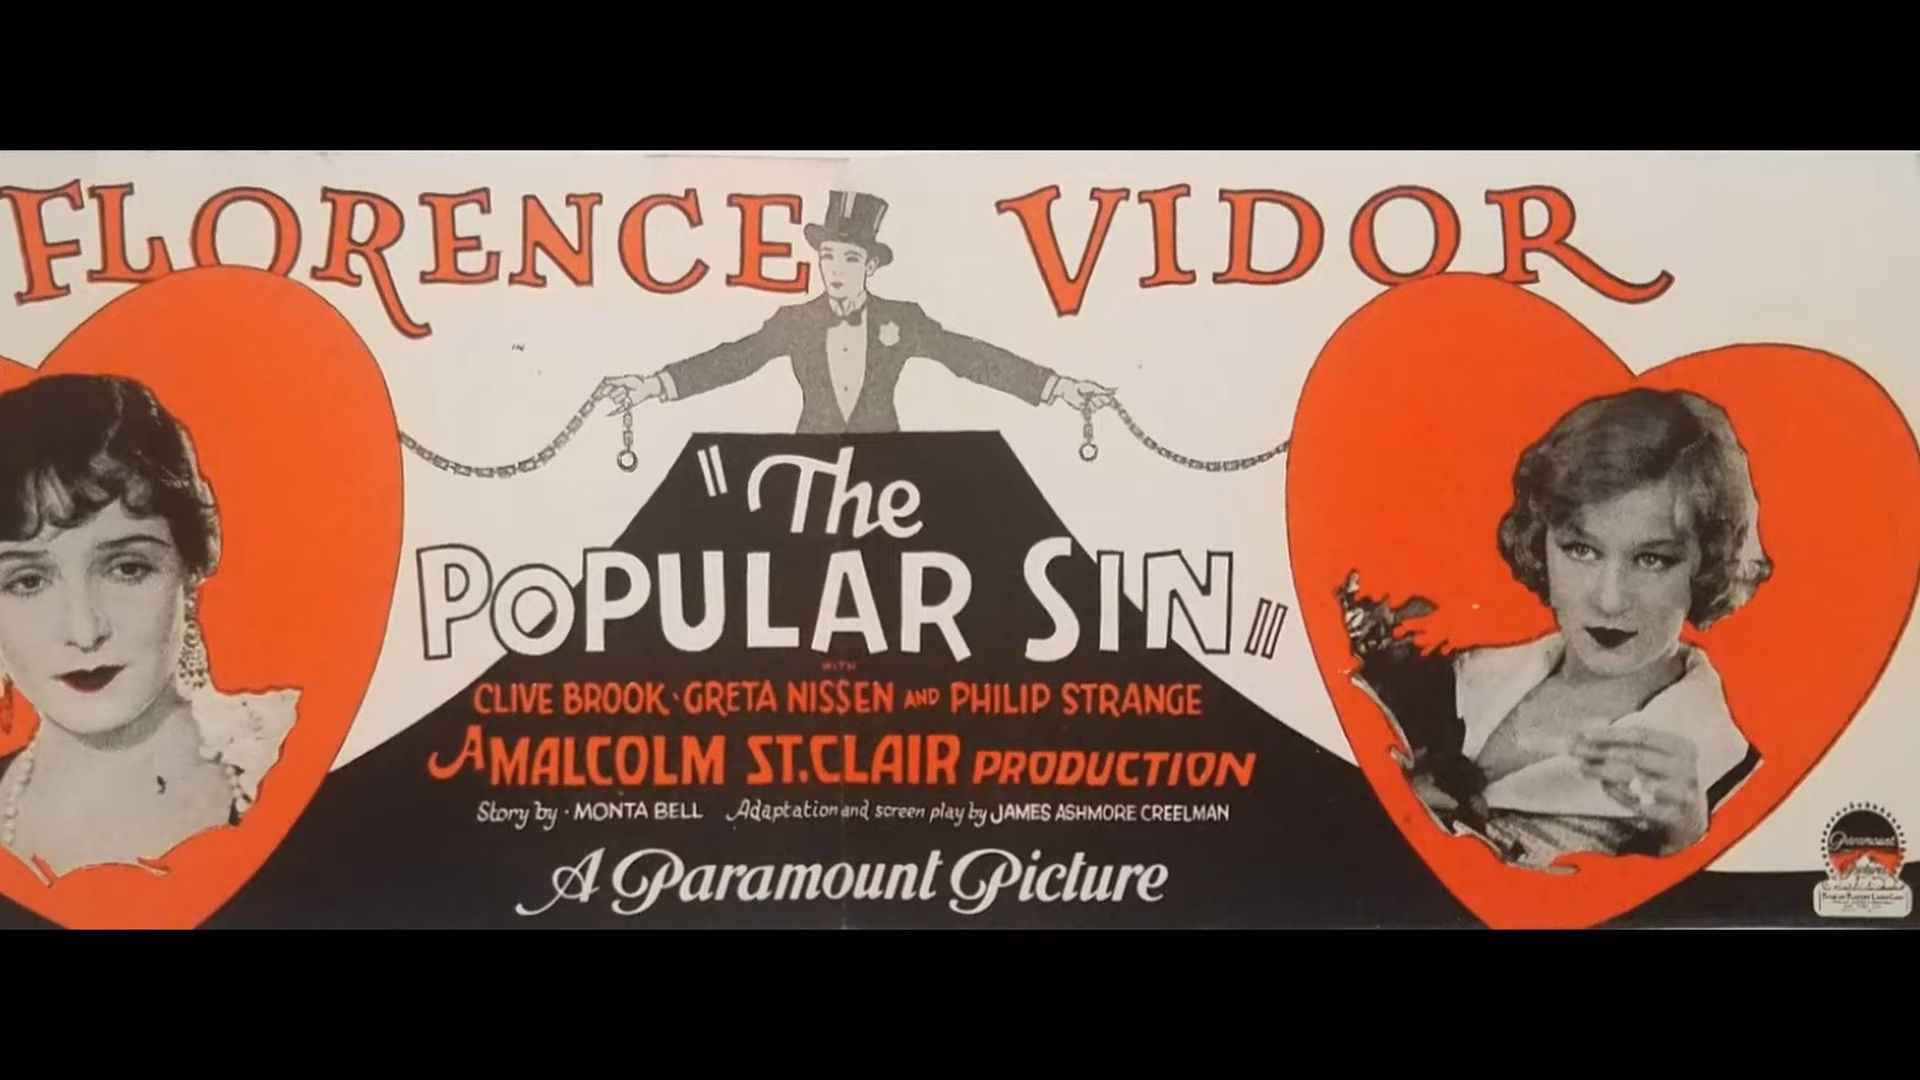 FLORENCE VIDOR
IN
"The
POPULAR SIN"
WITH
CLIVE BROOK · GRETA NISSEN AND PHILIP STRANGE
A MALCOLM ST. CLAIR PRODUCTION
Story by · MONTA BELL Adaptation and screen play by JAMES ASHMORE CREELMAN
A Paramount Picture
Paramount
Pictures